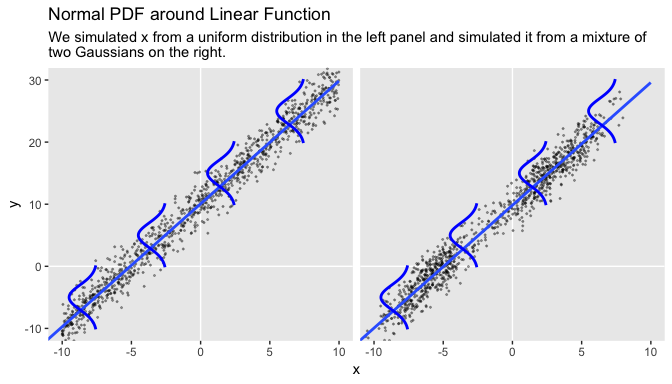 Normal PDF around Linear Function
We simulated x from a uniform distribution in the left panel and simulated it from a mixture of
two Gaussians on the right.
30
20
10
0
-10
y
-10 -5 0 5 10
-10 -5 0 5 10
x